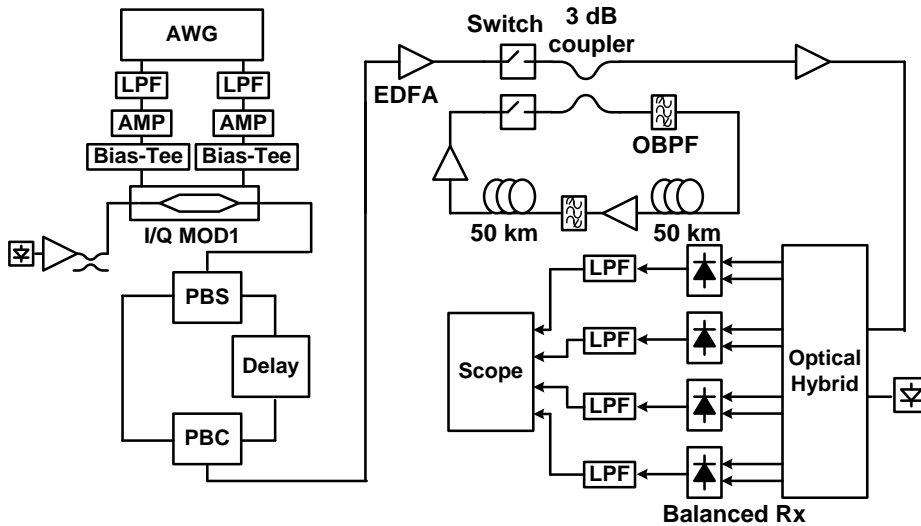 AWG
LPF
LPF
AMP
AMP
Bias-Tee
Bias-Tee
I/Q MOD1
PBS
Delay
PBC
EDFA
Switch
3 dB
coupler
OBPF
50 km
50 km
LPF
LPF
LPF
LPF
Scope
Optical
Hybrid
Balanced Rx